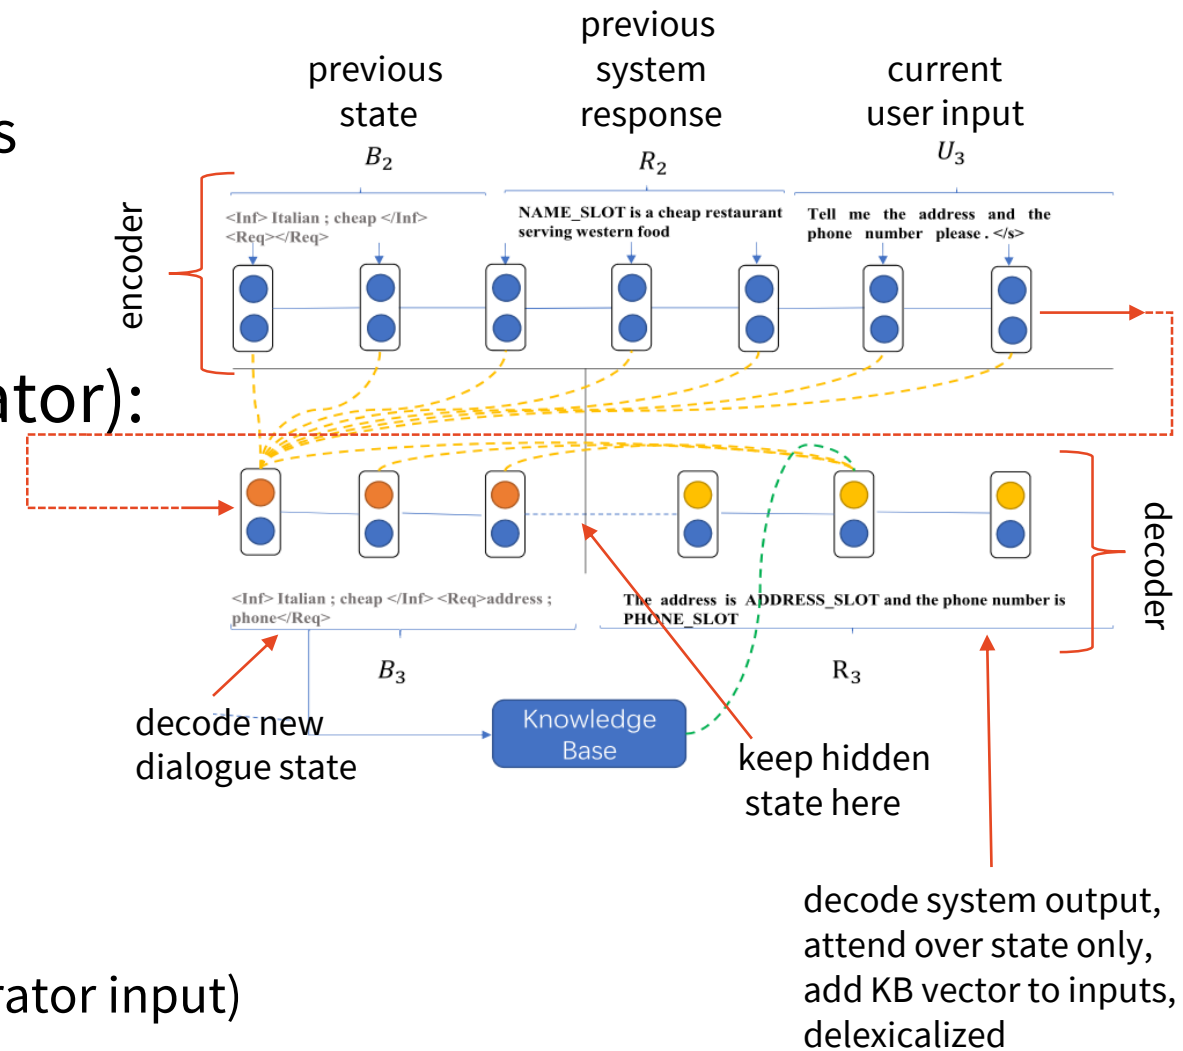 previous
system
response
previous
state
current
user input
s
B₂
R₂
U₃
encoder
<Inf> Italian ; cheap </Inf>
<Req></Req>
NAME_SLOT is a cheap restaurant
serving western food
Tell me the address and the
phone number please . </s>
ator):
decoder
<Inf> Italian ; cheap </Inf> <Req>address ;
phone</Req>
The address is ADDRESS_SLOT and the phone number is
PHONE_SLOT
B₃
R₃
decode new
dialogue state
Knowledge
Base
keep hidden
state here
decode system output,
attend over state only,
add KB vector to inputs,
delexicalized
rator input)